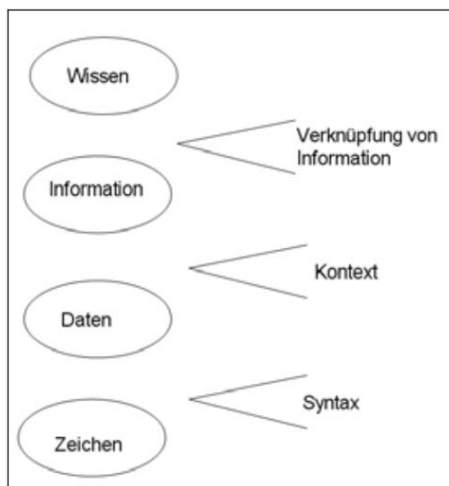 Wissen
Verknüpfung von
Information
Information
Kontext
Daten
Syntax
Zeichen